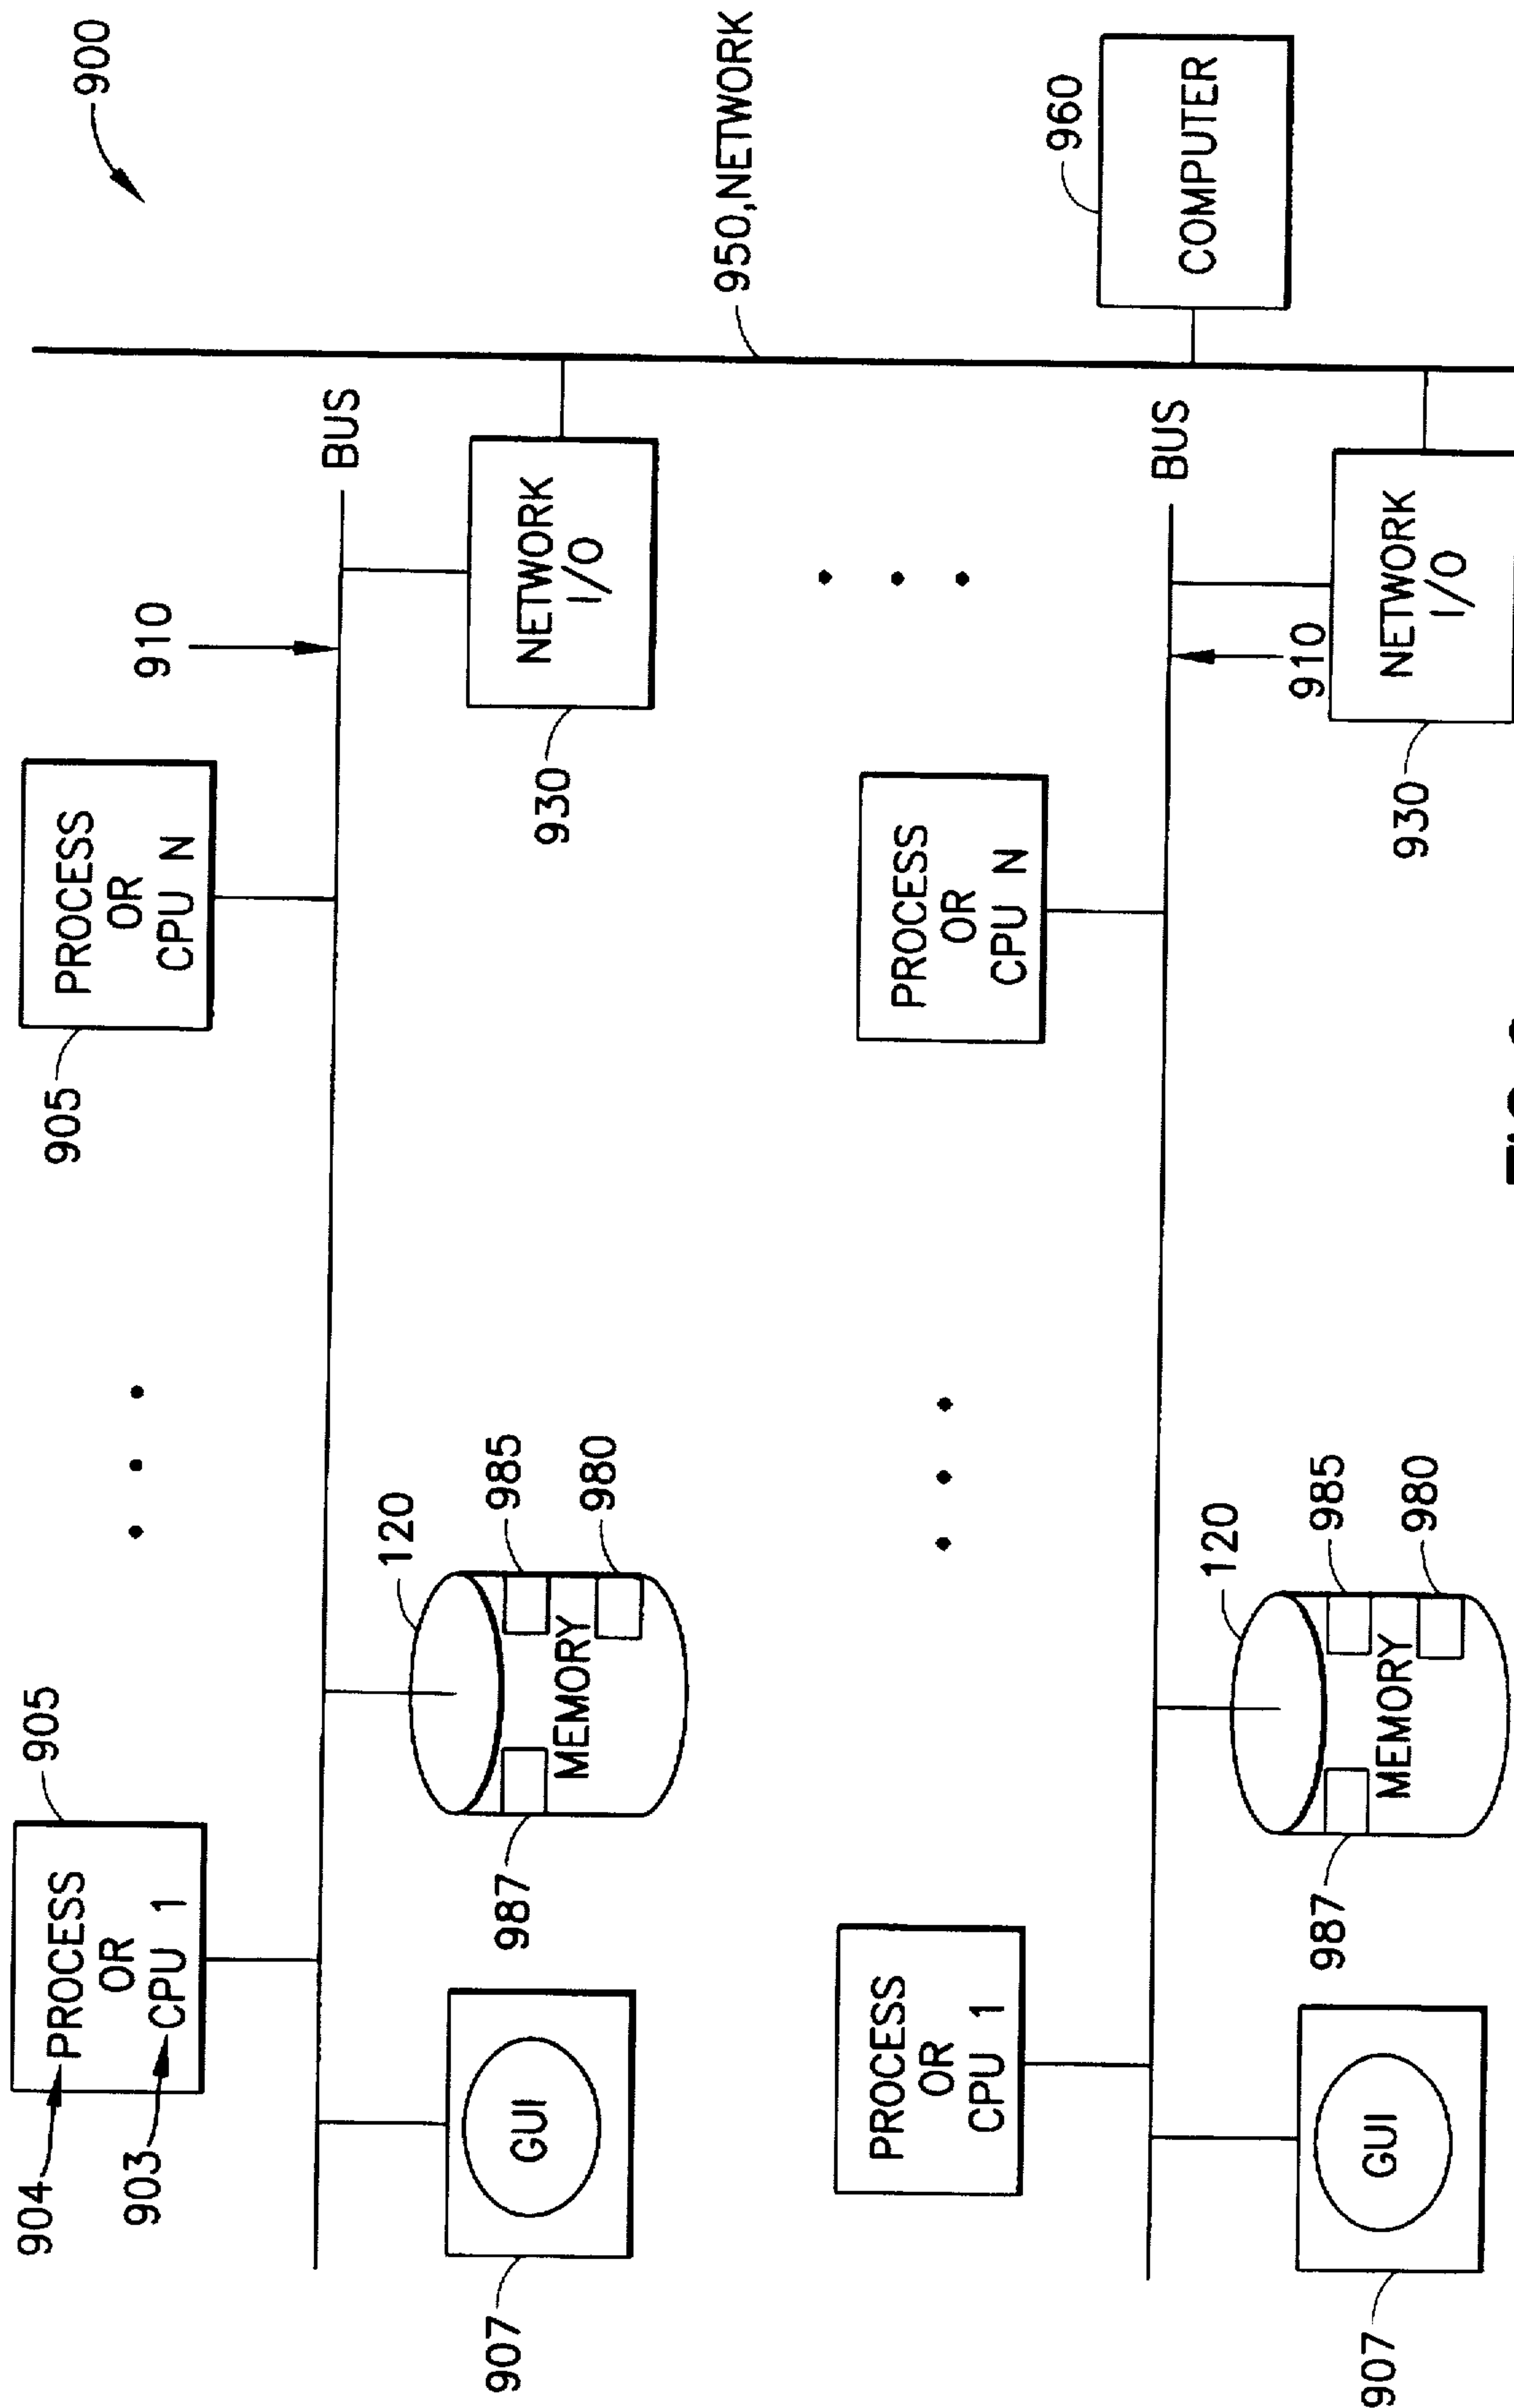 900
904
PROCESS
OR
CPU 1
903
905
905
PROCESS
OR
CPU N
910
BUS
950,NETWORK
907
GUI
987
MEMORY
120
985
980
930
NETWORK
I/O
960
COMPUTER
PROCESS
OR
CPU 1
PROCESS
OR
CPU N
BUS
910
907
GUI
987
MEMORY
120
985
980
930
NETWORK
I/O